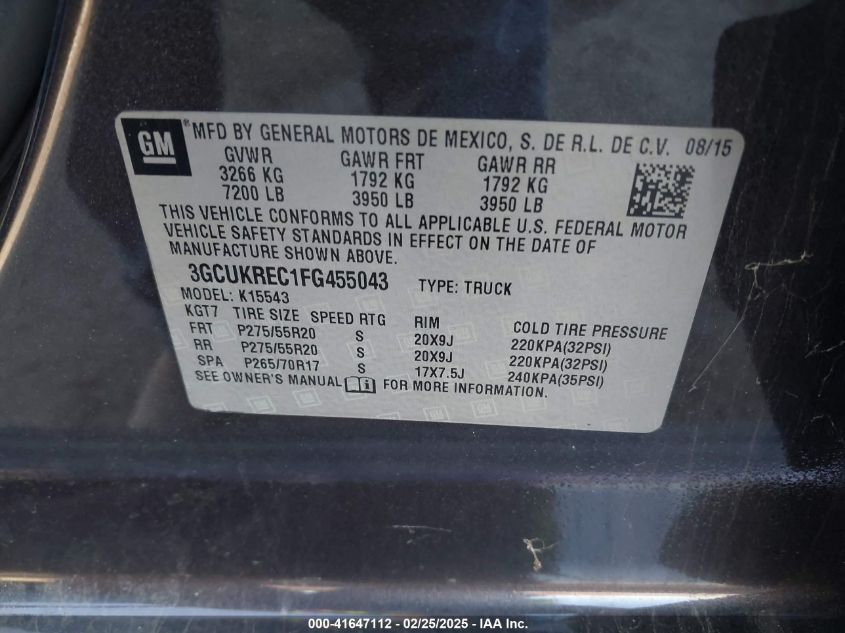 GM ® MFD BY GENERAL MOTORS DE MEXICO, S. DE R.L. DE C.V. 08/15
GVWR GAWR FRT GAWR RR
3266 KG 1792 KG 1792 KG
7200 LB 3950 LB 3950 LB
THIS VEHICLE CONFORMS TO ALL APPLICABLE U.S. FEDERAL MOTOR
VEHICLE SAFETY STANDARDS IN EFFECT ON THE DATE OF
MANUFACTURE SHOWN ABOVE.
3GCUKREC1FG455043 TYPE: TRUCK
MODEL: K15543
KGT7 TIRE SIZE SPEED RTG RIM COLD TIRE PRESSURE
FRT P275/55R20 S 20X9J 220KPA(32PSI)
RR P275/55R20 S 20X9J 220KPA(32PSI)
SPA P265/70R17 S 17X7.5J 240KPA(35PSI)
SEE OWNER'S MANUAL i FOR MORE INFORMATION.
000-41647112 - 02/25/2025 - IAA Inc.